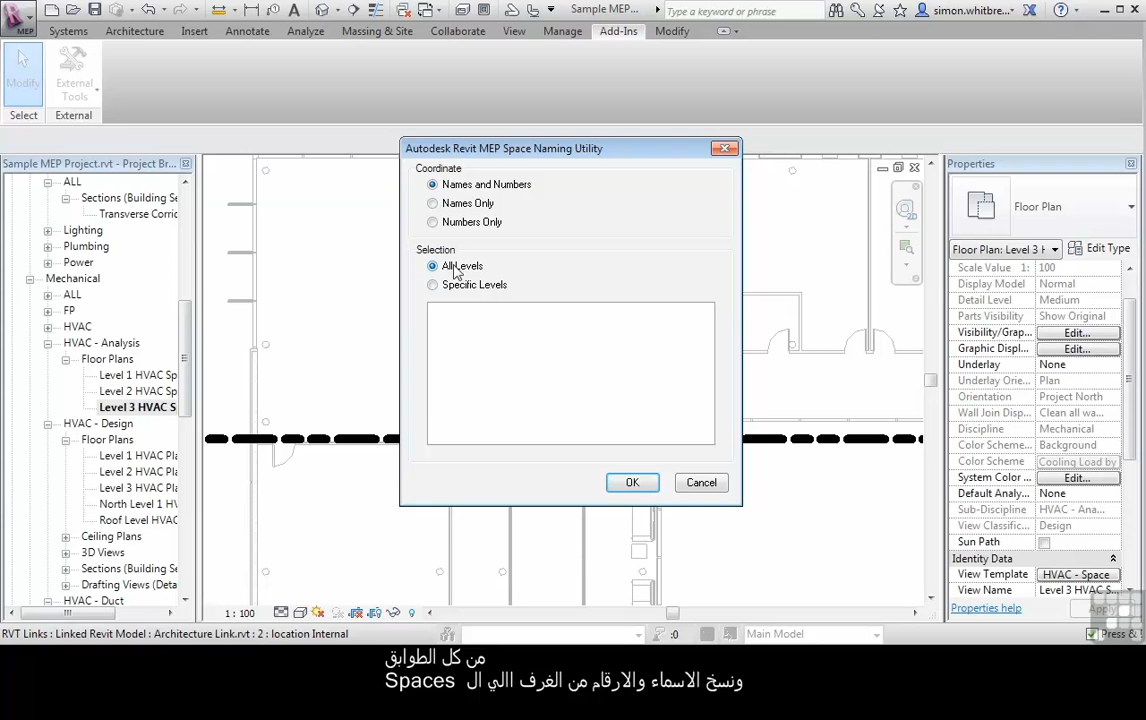 Sample MEP...
Type a keyword or phrase
simon.whitbre...
MEP
Systems
Architecture
Insert
Annotate
Analyze
Massing & Site
Collaborate
View
Manage
Add-Ins
Modify
Modify
External
Tools
Select
External
Sample MEP Project.rvt - Project Br...
ALL
Sections (Building Se
Transverse Corric
Lighting
Plumbing
Power
Mechanical
ALL
FP
HVAC
HVAC - Analysis
Floor Plans
Level 1 HVAC Sp
Level 2 HVAC Sp
Level 3 HVAC S
HVAC - Design
Floor Plans
Level 1 HVAC Pl
Level 2 HVAC Pl
Level 3 HVAC Pl
North Level 1 HV
Roof Level HVAC
Ceiling Plans
3D Views
Sections (Building Se
Drafting Views (Deta
HVAC - Duct
Autodesk Revit MEP Space Naming Utility
Coordinate
Names and Numbers
Names Only
Numbers Only
Selection
All Levels
Specific Levels
OK
Cancel
Properties
Floor Plan
Floor Plan: Level 3 H
Edit Type
Scale Value 1: 100
Display Model Normal
Detail Level Medium
Parts Visibility Show Original
Visibility/Grap... Edit...
Graphic Displ... Edit...
Underlay None
Underlay Orie... Plan
Orientation Project North
Wall Join Disp... Clean all wa...
Discipline Mechanical
Color Scheme... Background
Color Scheme Cooling Load by
System Color ... Edit...
Default Analy... None
Sub-Discipline HVAC - Ana...
View Classific... Design
Sun Path
Identity Data
View Template HVAC - Space
View Name Level 3 HVAC S...
Properties help
Apply
1 : 100
RVT Links : Linked Revit Model : Architecture Link.rvt : 2 : location Internal
:0
Main Model
Press &
من كل الطوابق
ونسخ الاسماء والارقام من الغرف االي ال Spaces